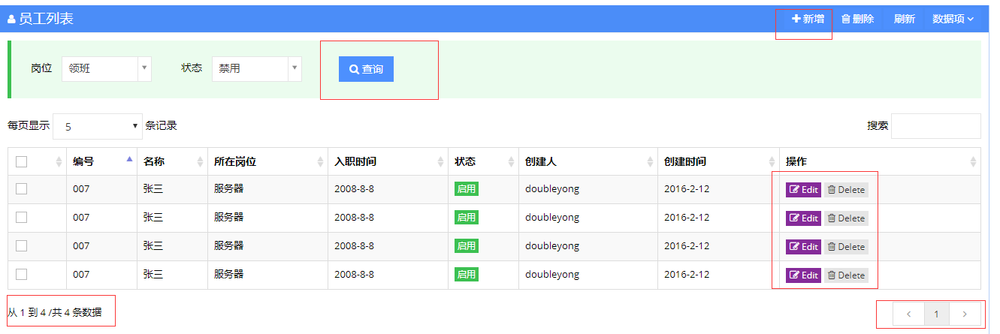 员工列表 新增 删除 刷新 数据项
岗位 领班 状态 禁用 查询
每页显示 5 条记录 搜索
编号 名称 所在岗位 入职时间 状态 创建人 创建时间 操作
007 张三 服务器 2008-8-8 启用 doubleyong 2016-2-12 Edit Delete
007 张三 服务器 2008-8-8 启用 doubleyong 2016-2-12 Edit Delete
007 张三 服务器 2008-8-8 启用 doubleyong 2016-2-12 Edit Delete
007 张三 服务器 2008-8-8 启用 doubleyong 2016-2-12 Edit Delete
从 1 到 4 /共 4 条数据 < 1 >